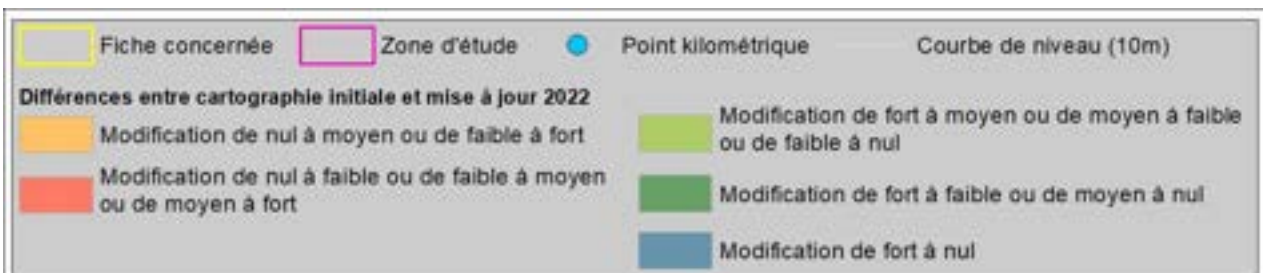 Fiche concernée Zone d'étude Point kilométrique Courbe de niveau (10m)
Différences entre cartographie initiale et mise à jour 2022
Modification de nul à moyen ou de faible à fort
Modification de nul à faible ou de faible à moyen
ou de moyen à fort
Modification de fort à moyen ou de moyen à faible
ou de faible à nul
Modification de fort à faible ou de moyen à nul
Modification de fort à nul